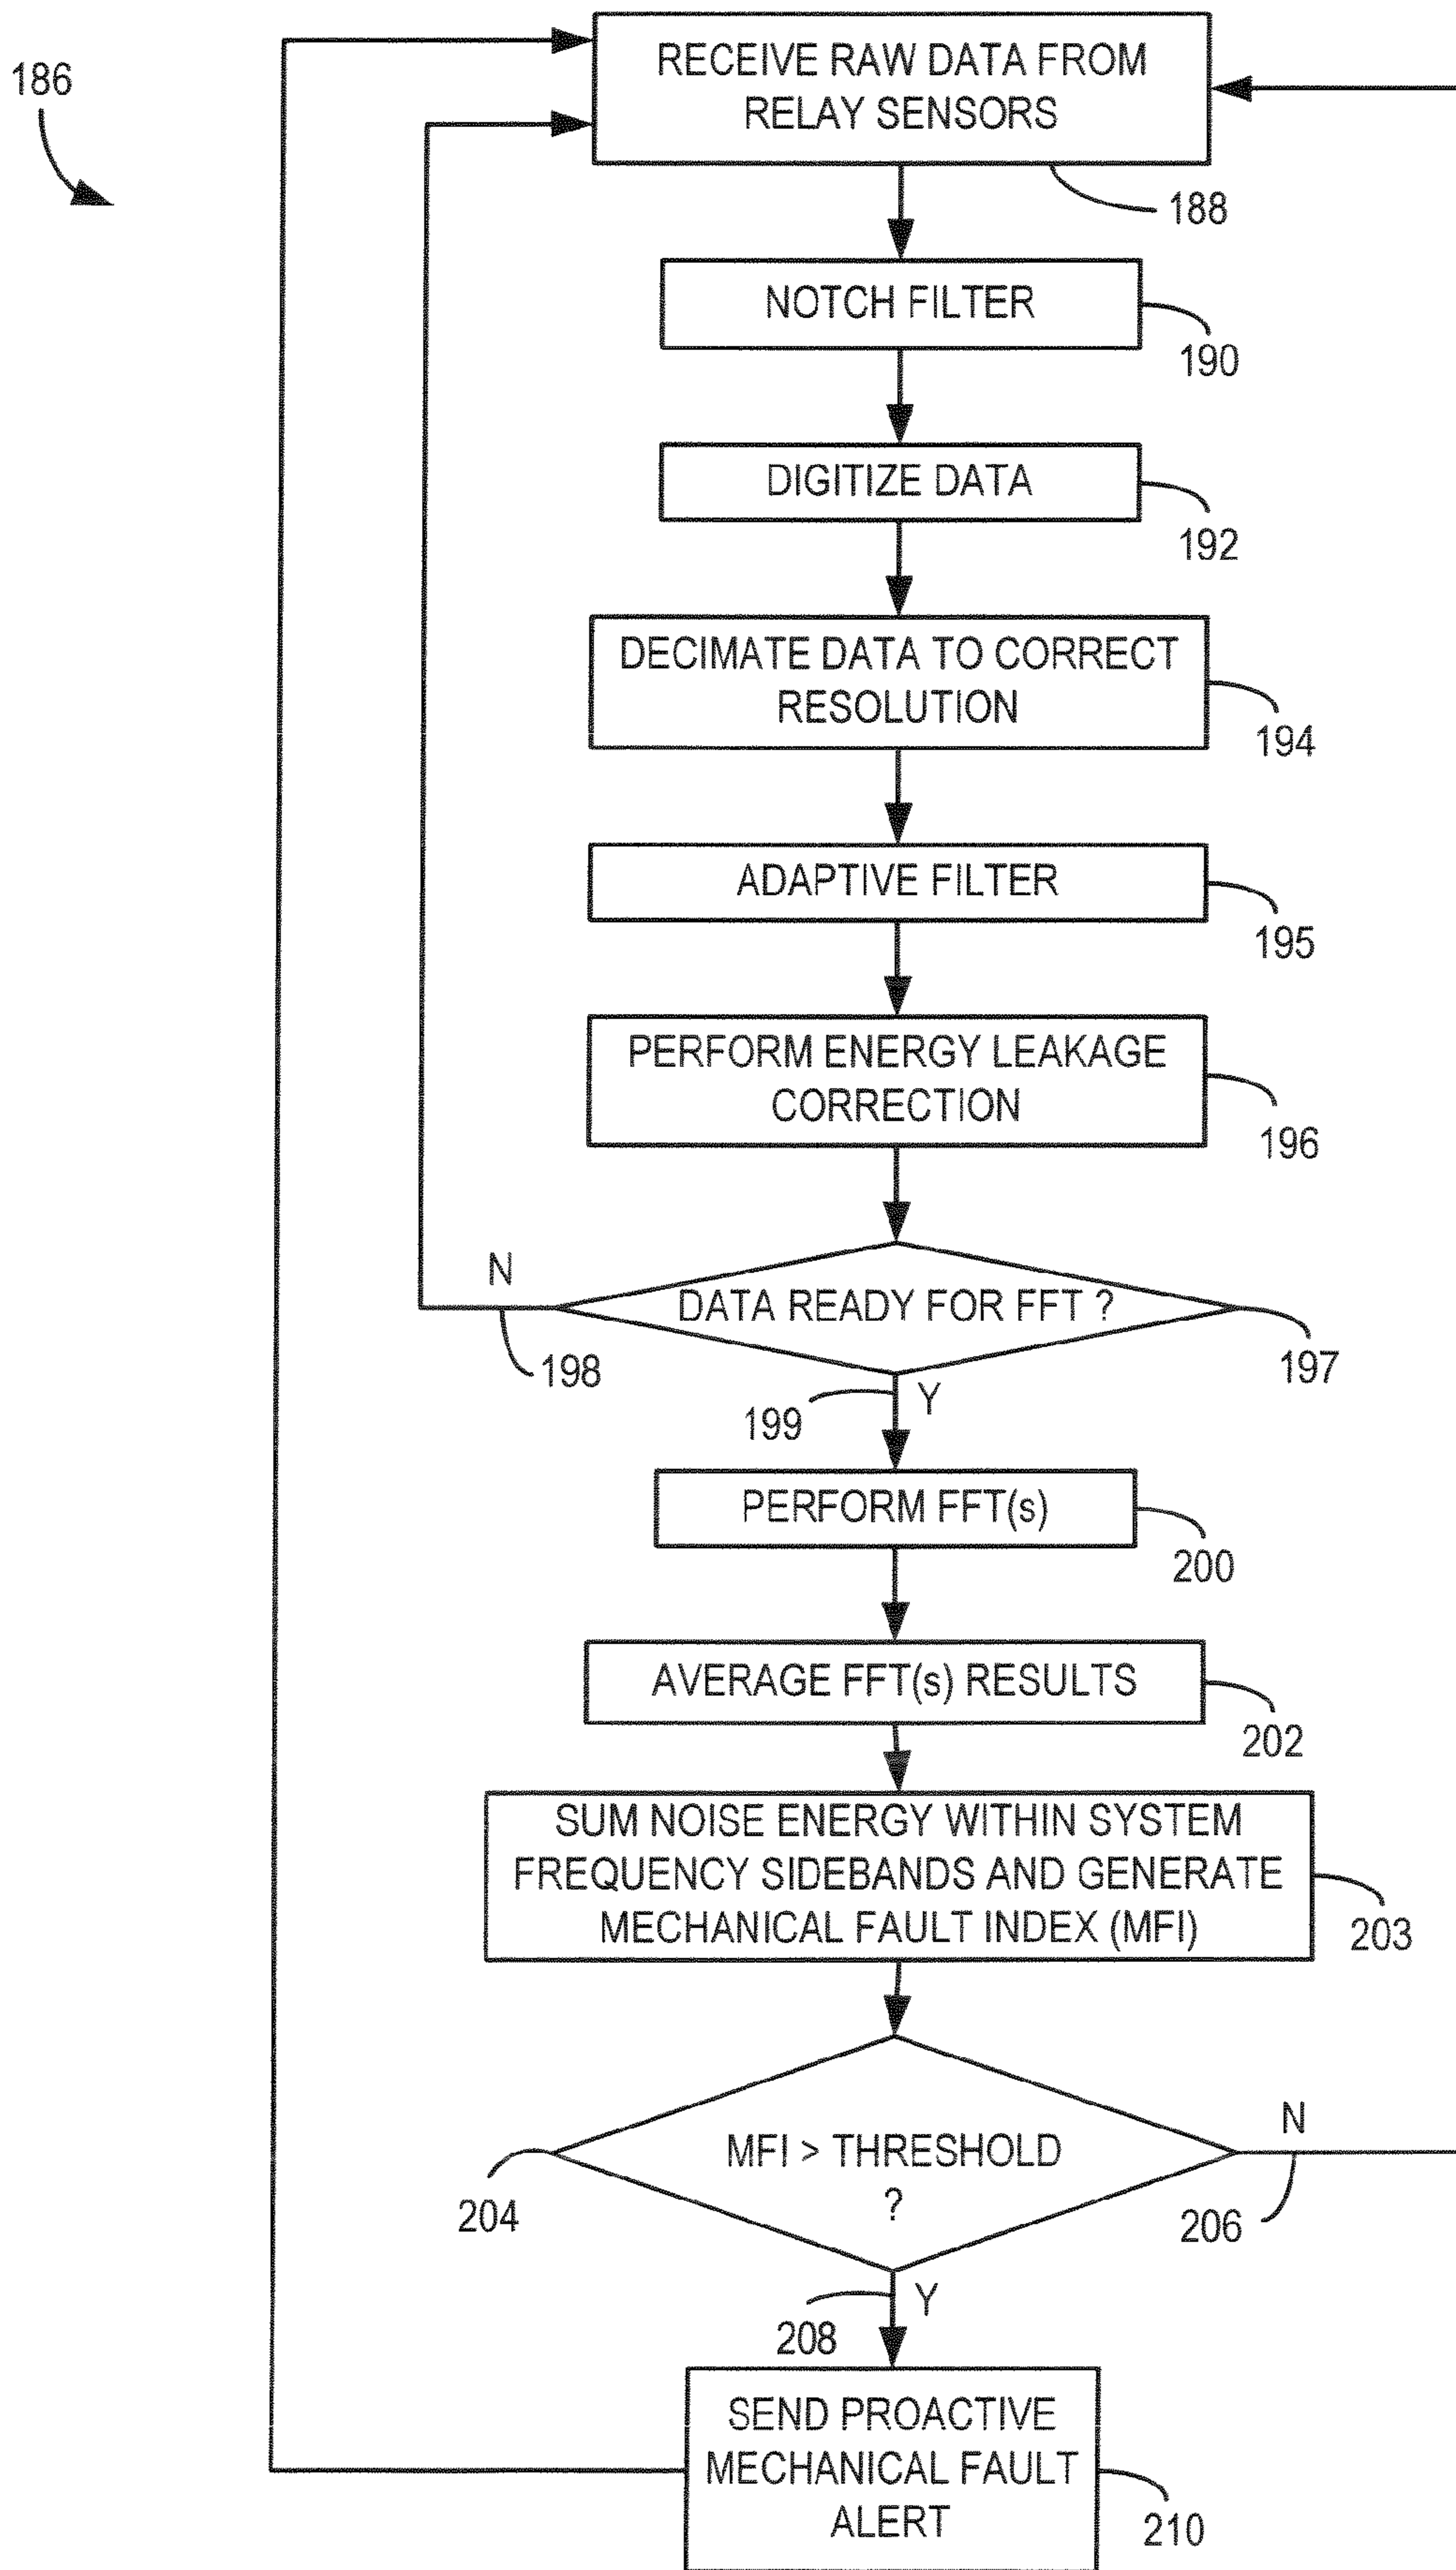 186
RECEIVE RAW DATA FROM
RELAY SENSORS
188
NOTCH FILTER
190
DIGITIZE DATA
192
DECIMATE DATA TO CORRECT
RESOLUTION
194
ADAPTIVE FILTER
195
PERFORM ENERGY LEAKAGE
CORRECTION
196
N
DATA READY FOR FFT ?
198
197
199
Y
PERFORM FFT(s)
200
AVERAGE FFT(s) RESULTS
202
SUM NOISE ENERGY WITHIN SYSTEM
FREQUENCY SIDEBANDS AND GENERATE
MECHANICAL FAULT INDEX (MFI)
203
N
MFI > THRESHOLD
?
204
206
Y
208
SEND PROACTIVE
MECHANICAL FAULT
ALERT
210